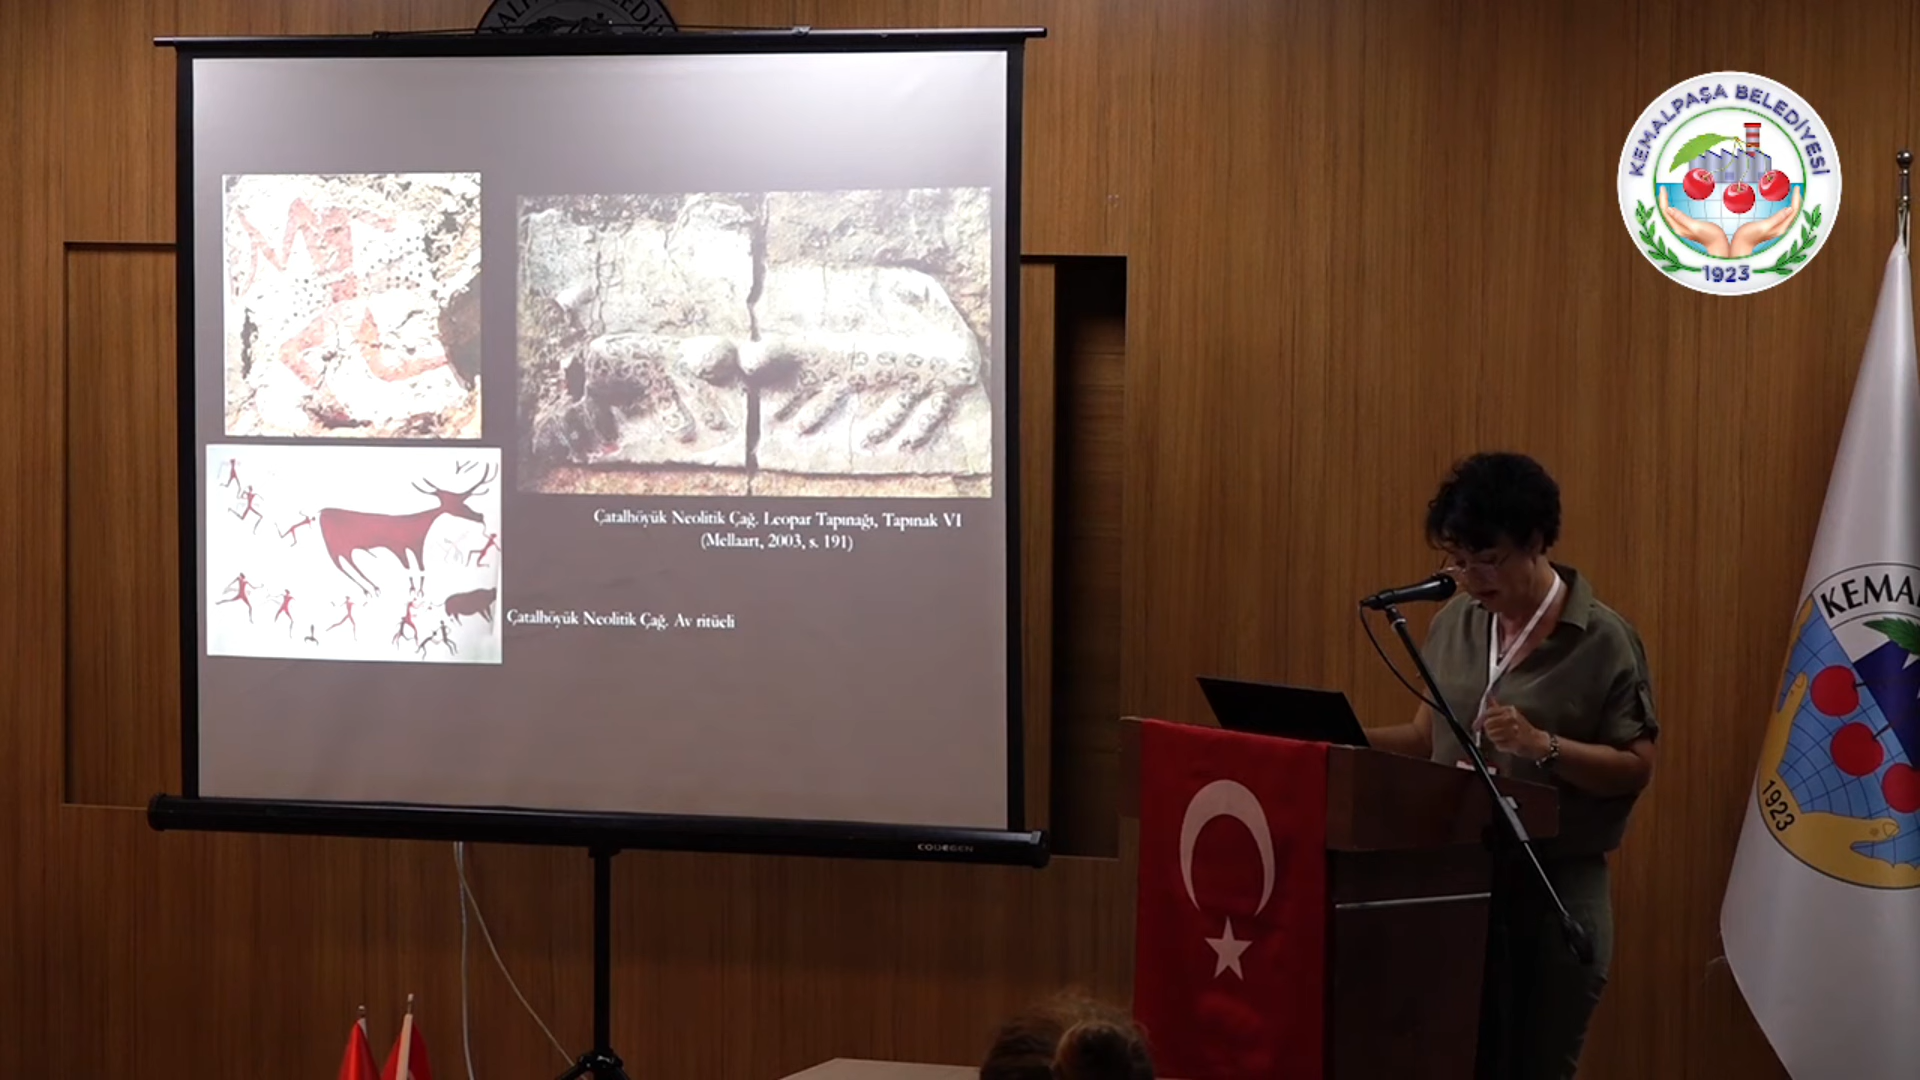 KEMALPAŞA BELEDİYESİ
1923
Çatalhöyük Neolitik Çağ. Leopar Tapınağı, Tapınak VI
(Mellaart, 2003, s. 191)
Çatalhöyük Neolitik Çağ. Av ritüeli
CODEGEN
1923